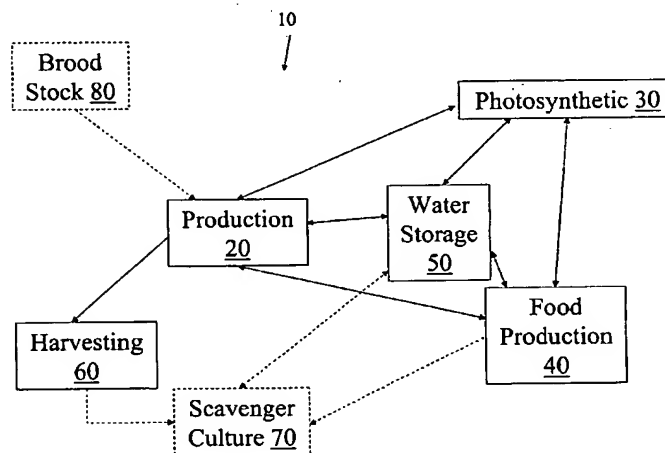 10
Brood
Stock 80
Photosynthetic 30
Production
20
Water
Storage
50
Food
Production
40
Harvesting
60
Scavenger
Culture 70